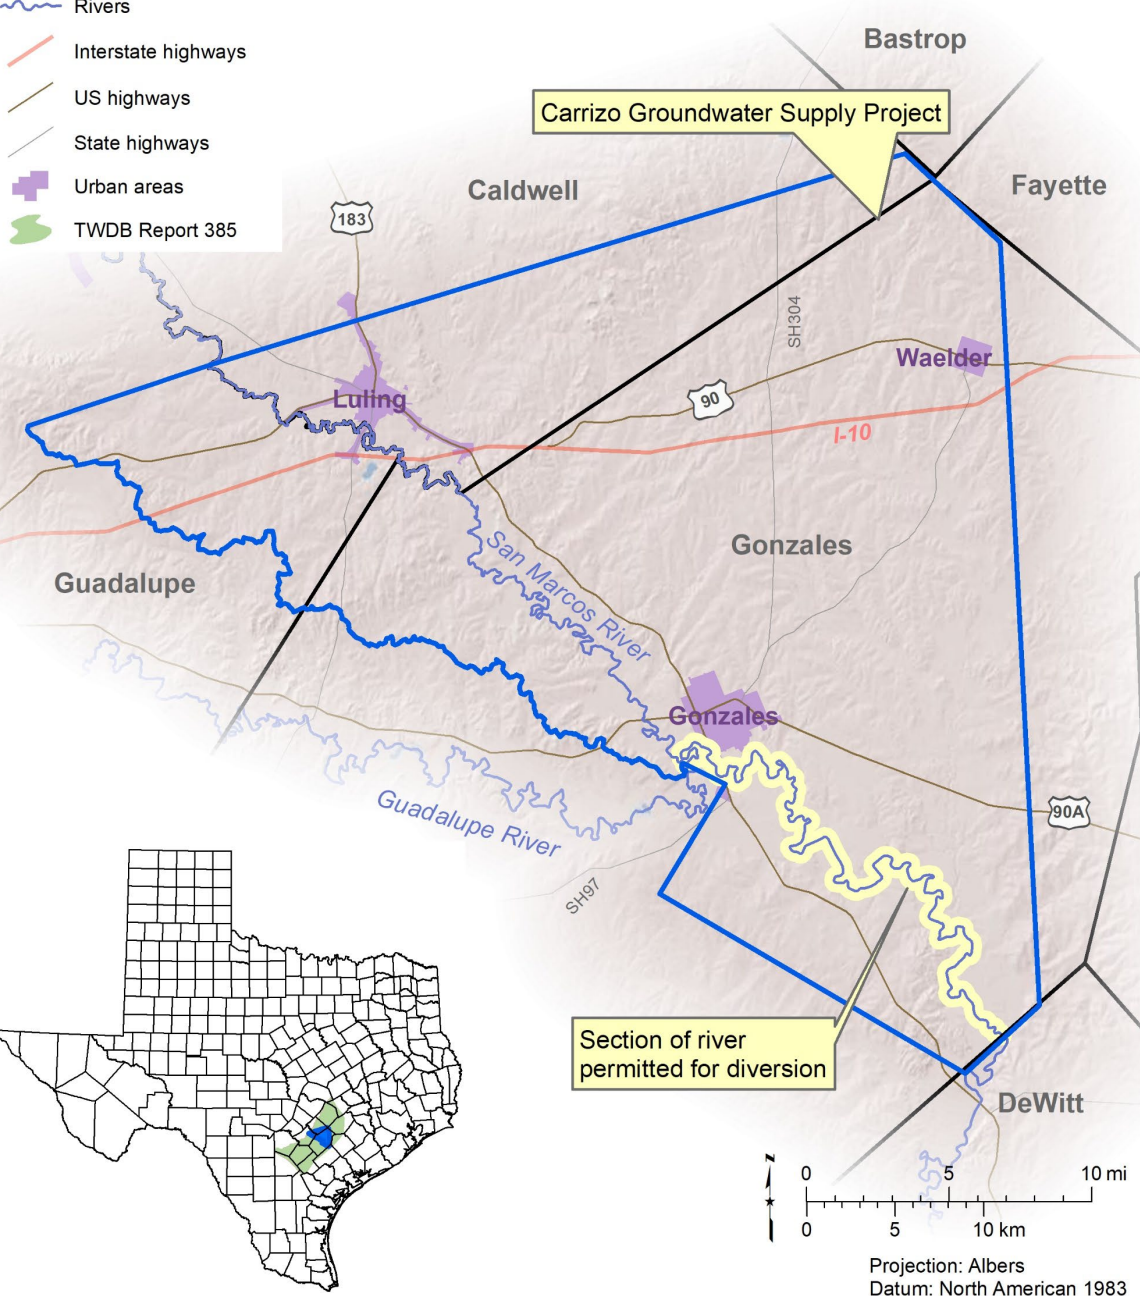 Rivers
Interstate highways
US highways
State highways
Urban areas
TWDB Report 385
Bastrop
Carrizo Groundwater Supply Project
Caldwell
Fayette
183
SH304
Waelder
Luling
90
I-10
Gonzales
Guadalupe
San Marcos River
Gonzales
Guadalupe River
90A
SH97
Section of river
permitted for diversion
DeWitt
N
0 5 10 mi
0 5 10 km
Projection: Albers
Datum: North American 1983